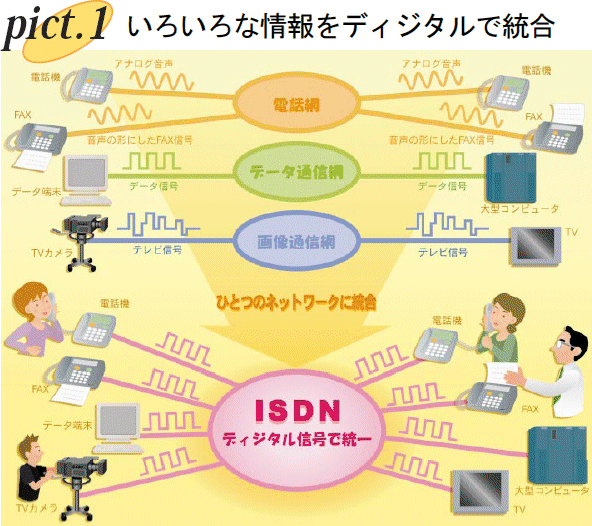 pict.1 いろいろな情報をディジタルで統合
アナログ音声
アナログ音声
電話機
電話機
電話網
FAX
FAX
音声の形にしたFAX信号
音声の形にしたFAX信号
データ通信網
データ端末
データ信号
データ信号
大型コンピュータ
画像通信網
TV
TVカメラ
テレビ信号
テレビ信号
ひとつのネットワークに統合
電話機
電話機
FAX
FAX
ISDN
ディジタル信号で統一
データ端末
大型コンピュータ
TVカメラ
TV